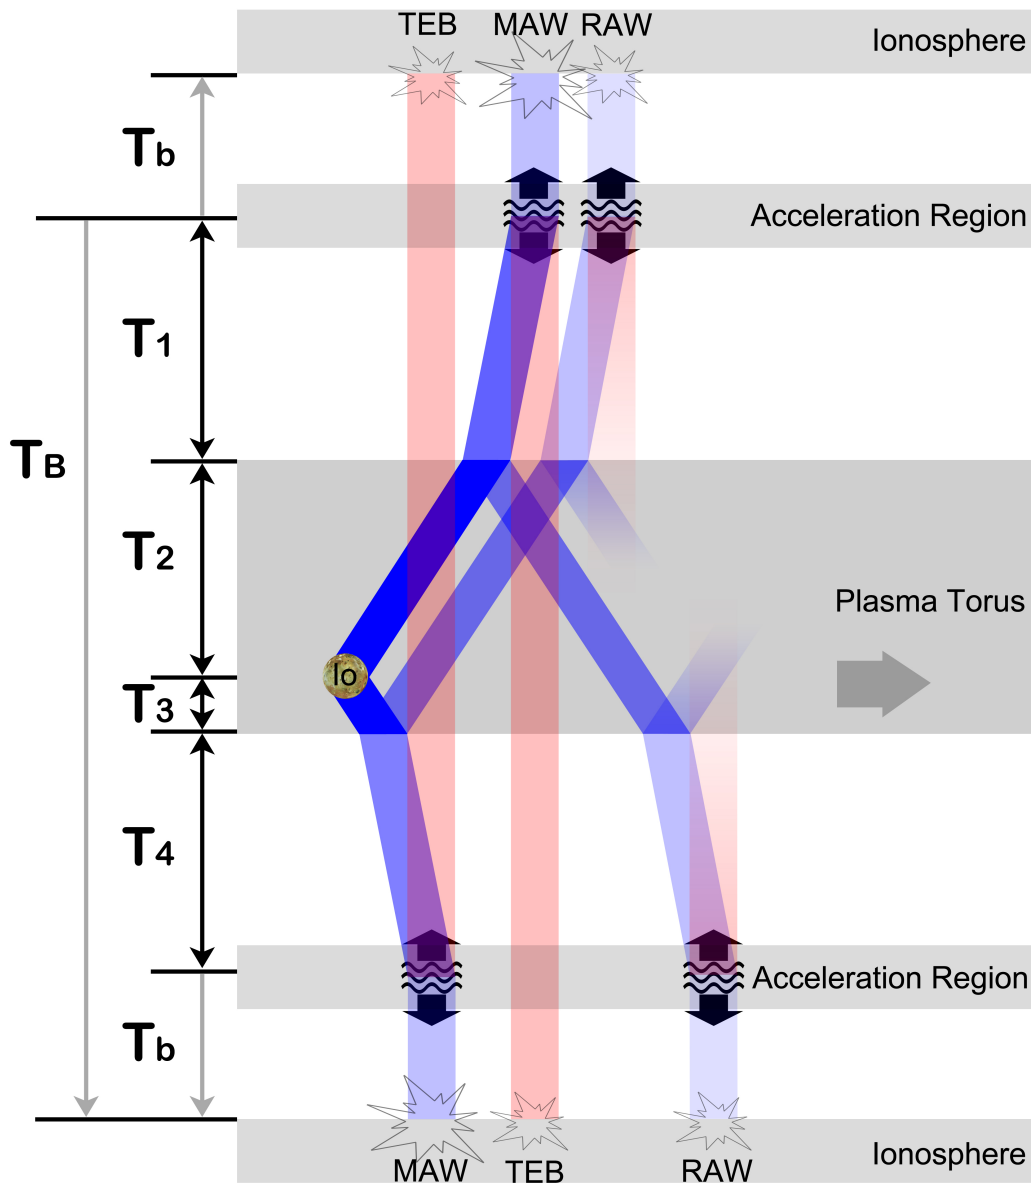 TEB MAW RAW
Ionosphere
Tb
Acceleration Region
T1
TB
T2
Plasma Torus
Io
T3
T4
Acceleration Region
Tb
MAW TEB RAW
Ionosphere